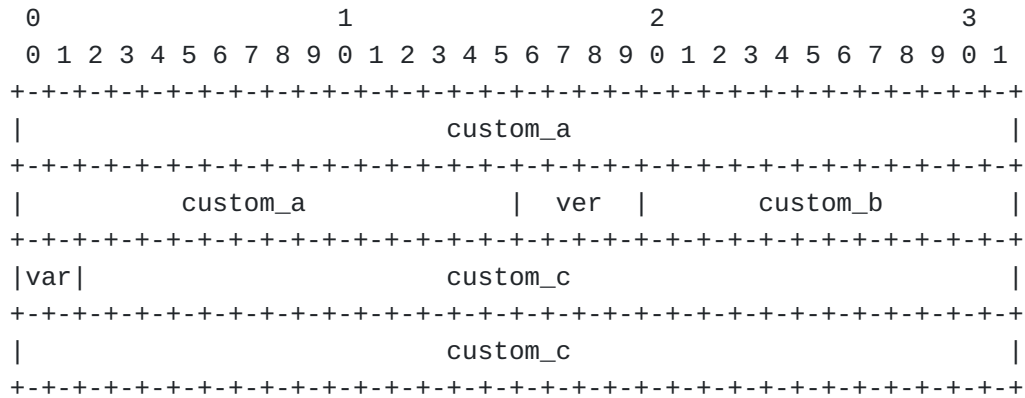 0                   1                   2                   3
 0 1 2 3 4 5 6 7 8 9 0 1 2 3 4 5 6 7 8 9 0 1 2 3 4 5 6 7 8 9 0 1
+-+-+-+-+-+-+-+-+-+-+-+-+-+-+-+-+-+-+-+-+-+-+-+-+-+-+-+-+-+-+-+-+
|                           custom_a                            |
+-+-+-+-+-+-+-+-+-+-+-+-+-+-+-+-+-+-+-+-+-+-+-+-+-+-+-+-+-+-+-+-+
|          custom_a             |  ver  |       custom_b        |
+-+-+-+-+-+-+-+-+-+-+-+-+-+-+-+-+-+-+-+-+-+-+-+-+-+-+-+-+-+-+-+-+
|var|                       custom_c                            |
+-+-+-+-+-+-+-+-+-+-+-+-+-+-+-+-+-+-+-+-+-+-+-+-+-+-+-+-+-+-+-+-+
|                           custom_c                            |
+-+-+-+-+-+-+-+-+-+-+-+-+-+-+-+-+-+-+-+-+-+-+-+-+-+-+-+-+-+-+-+-+